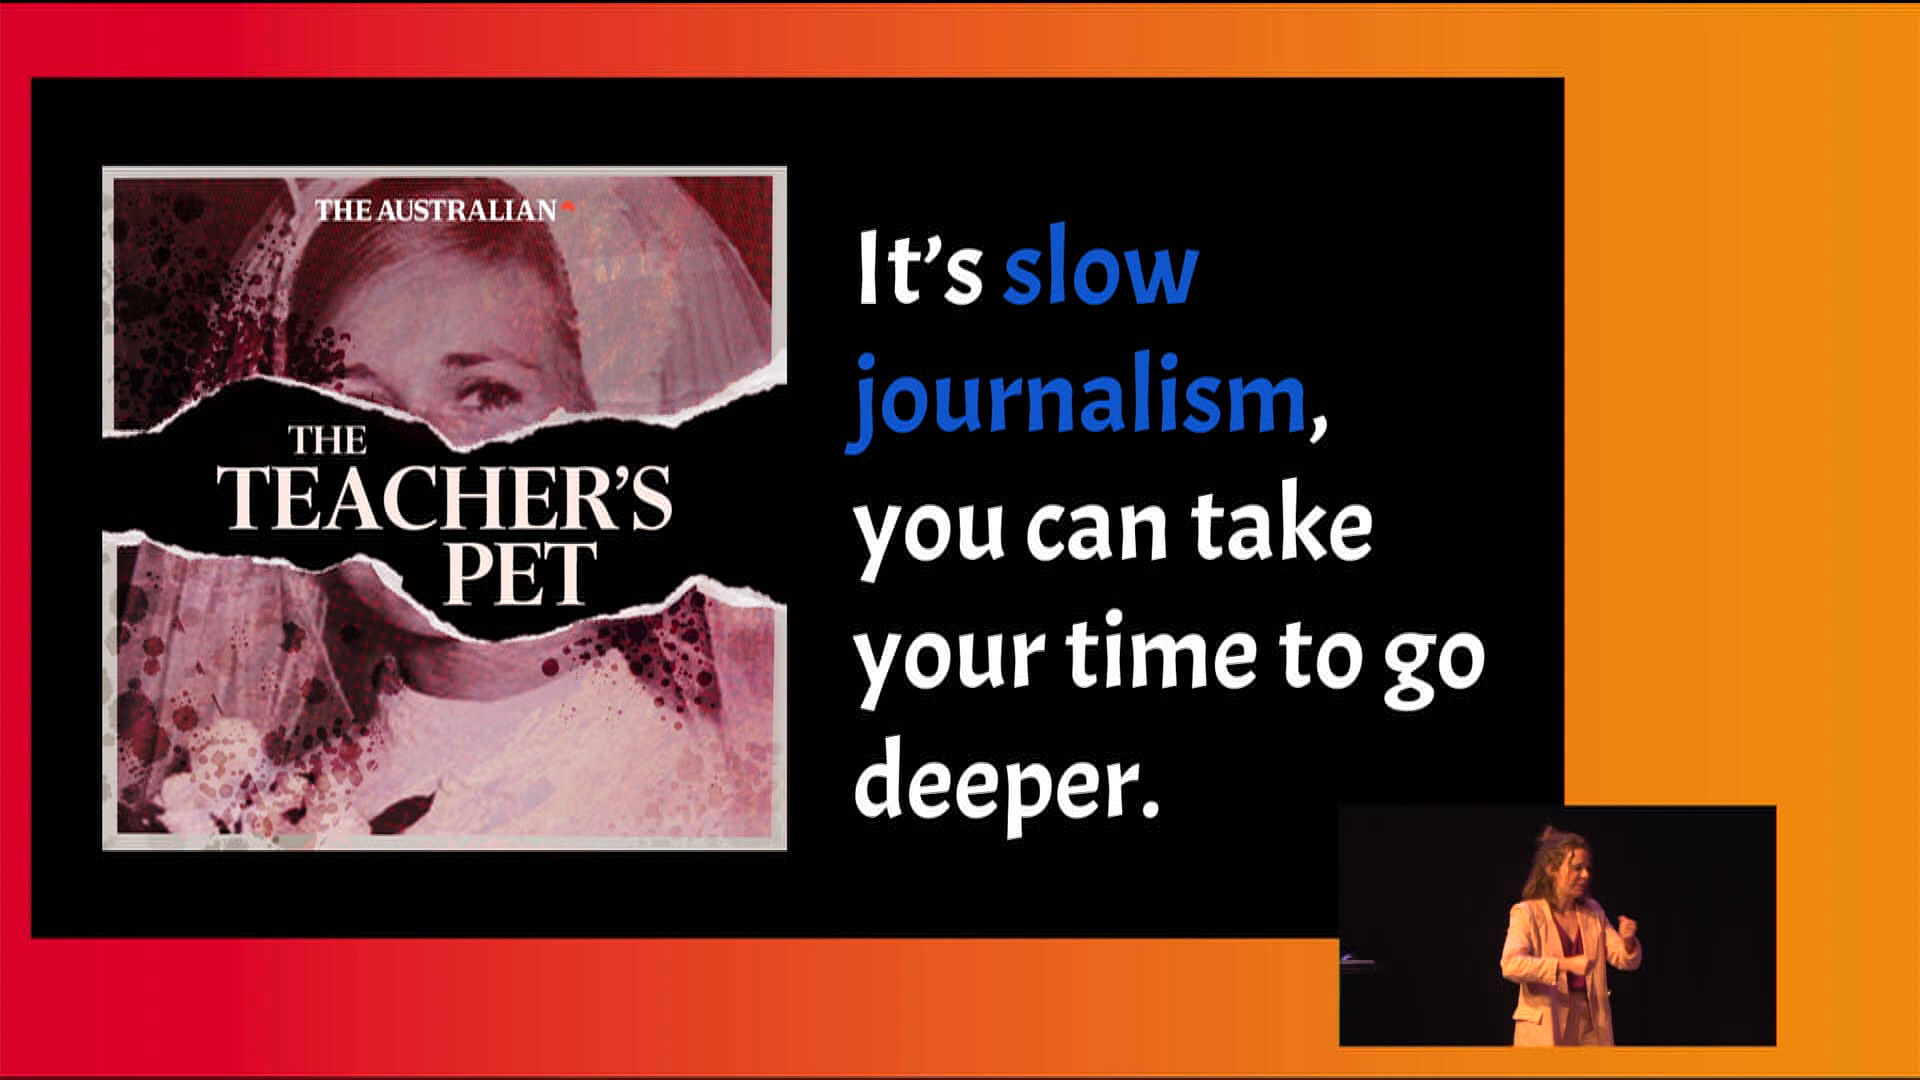 THE AUSTRALIAN
THE
TEACHER'S
PET
It's slow
journalism,
you can take
your time to go
deeper.